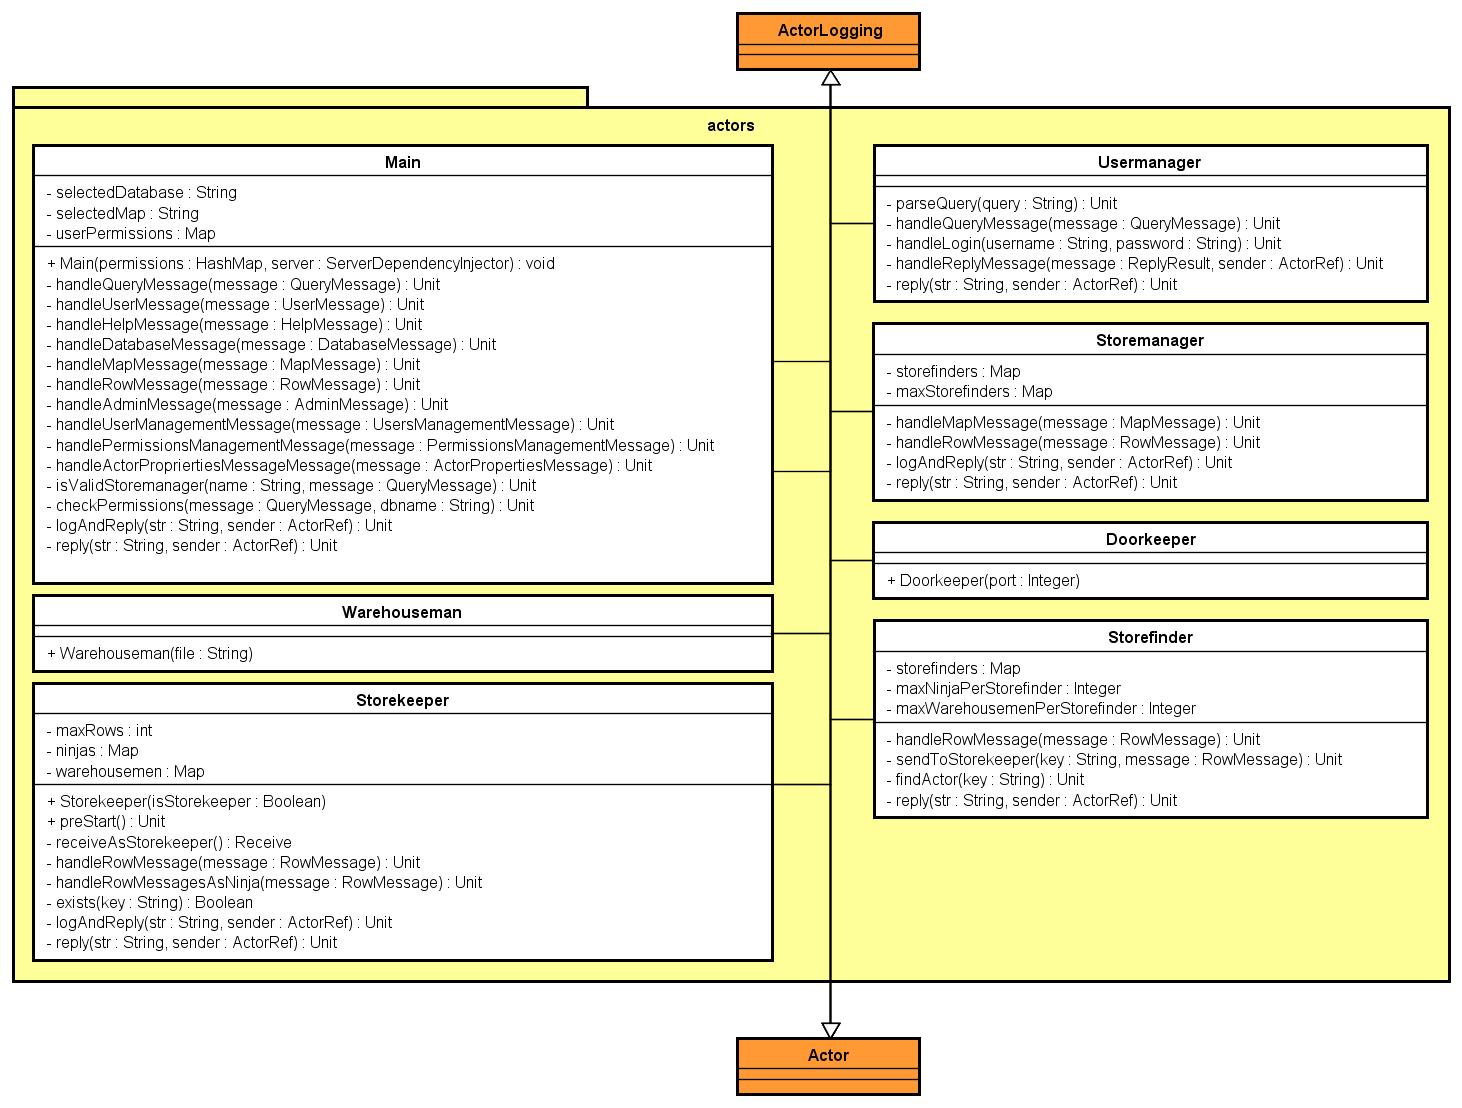 ActorLogging
actors
Main
- selectedDatabase : String
- selectedMap : String
- userPermissions : Map
+ Main(permissions : HashMap, server : ServerDependencyInjector) : void
- handleQueryMessage(message : QueryMessage) : Unit
- handleUserMessage(message : UserMessage) : Unit
- handleHelpMessage(message : HelpMessage) : Unit
- handleDatabaseMessage(message : DatabaseMessage) : Unit
- handleMapMessage(message : MapMessage) : Unit
- handleRowMessage(message : RowMessage) : Unit
- handleAdminMessage(message : AdminMessage) : Unit
- handleUserManagementMessage(message : UsersManagementMessage) : Unit
- handlePermissionsManagementMessage(message : PermissionsManagementMessage) : Unit
- handleActorPropriertiesMessageMessage(message : ActorPropertiesMessage) : Unit
- isValidStoremanager(name : String, message : QueryMessage) : Unit
- checkPermissions(message : QueryMessage, dbname : String) : Unit
- logAndReply(str : String, sender : ActorRef) : Unit
- reply(str : String, sender : ActorRef) : Unit
Warehouseman
+ Warehouseman(file : String)
Storekeeper
- maxRows : int
- ninjas : Map
- warehousemen : Map
+ Storekeeper(isStorekeeper : Boolean)
+ preStart() : Unit
- receiveAsStorekeeper() : Receive
- handleRowMessage(message : RowMessage) : Unit
- handleRowMessagesAsNinja(message : RowMessage) : Unit
- exists(key : String) : Boolean
- logAndReply(str : String, sender : ActorRef) : Unit
- reply(str : String, sender : ActorRef) : Unit
Usermanager
- parseQuery(query : String) : Unit
- handleQueryMessage(message : QueryMessage) : Unit
- handleLogin(username : String, password : String) : Unit
- handleReplyMessage(message : ReplyResult, sender : ActorRef) : Unit
- reply(str : String, sender : ActorRef) : Unit
Storemanager
- storefinders : Map
- maxStorefinders : Map
- handleMapMessage(message : MapMessage) : Unit
- handleRowMessage(message : RowMessage) : Unit
- logAndReply(str : String, sender : ActorRef) : Unit
- reply(str : String, sender : ActorRef) : Unit
Doorkeeper
+ Doorkeeper(port : Integer)
Storefinder
- storefinders : Map
- maxNinjaPerStorefinder : Integer
- maxWarehousemenPerStorefinder : Integer
- handleRowMessage(message : RowMessage) : Unit
- sendToStorekeeper(key : String, message : RowMessage) : Unit
- findActor(key : String) : Unit
- reply(str : String, sender : ActorRef) : Unit
Actor